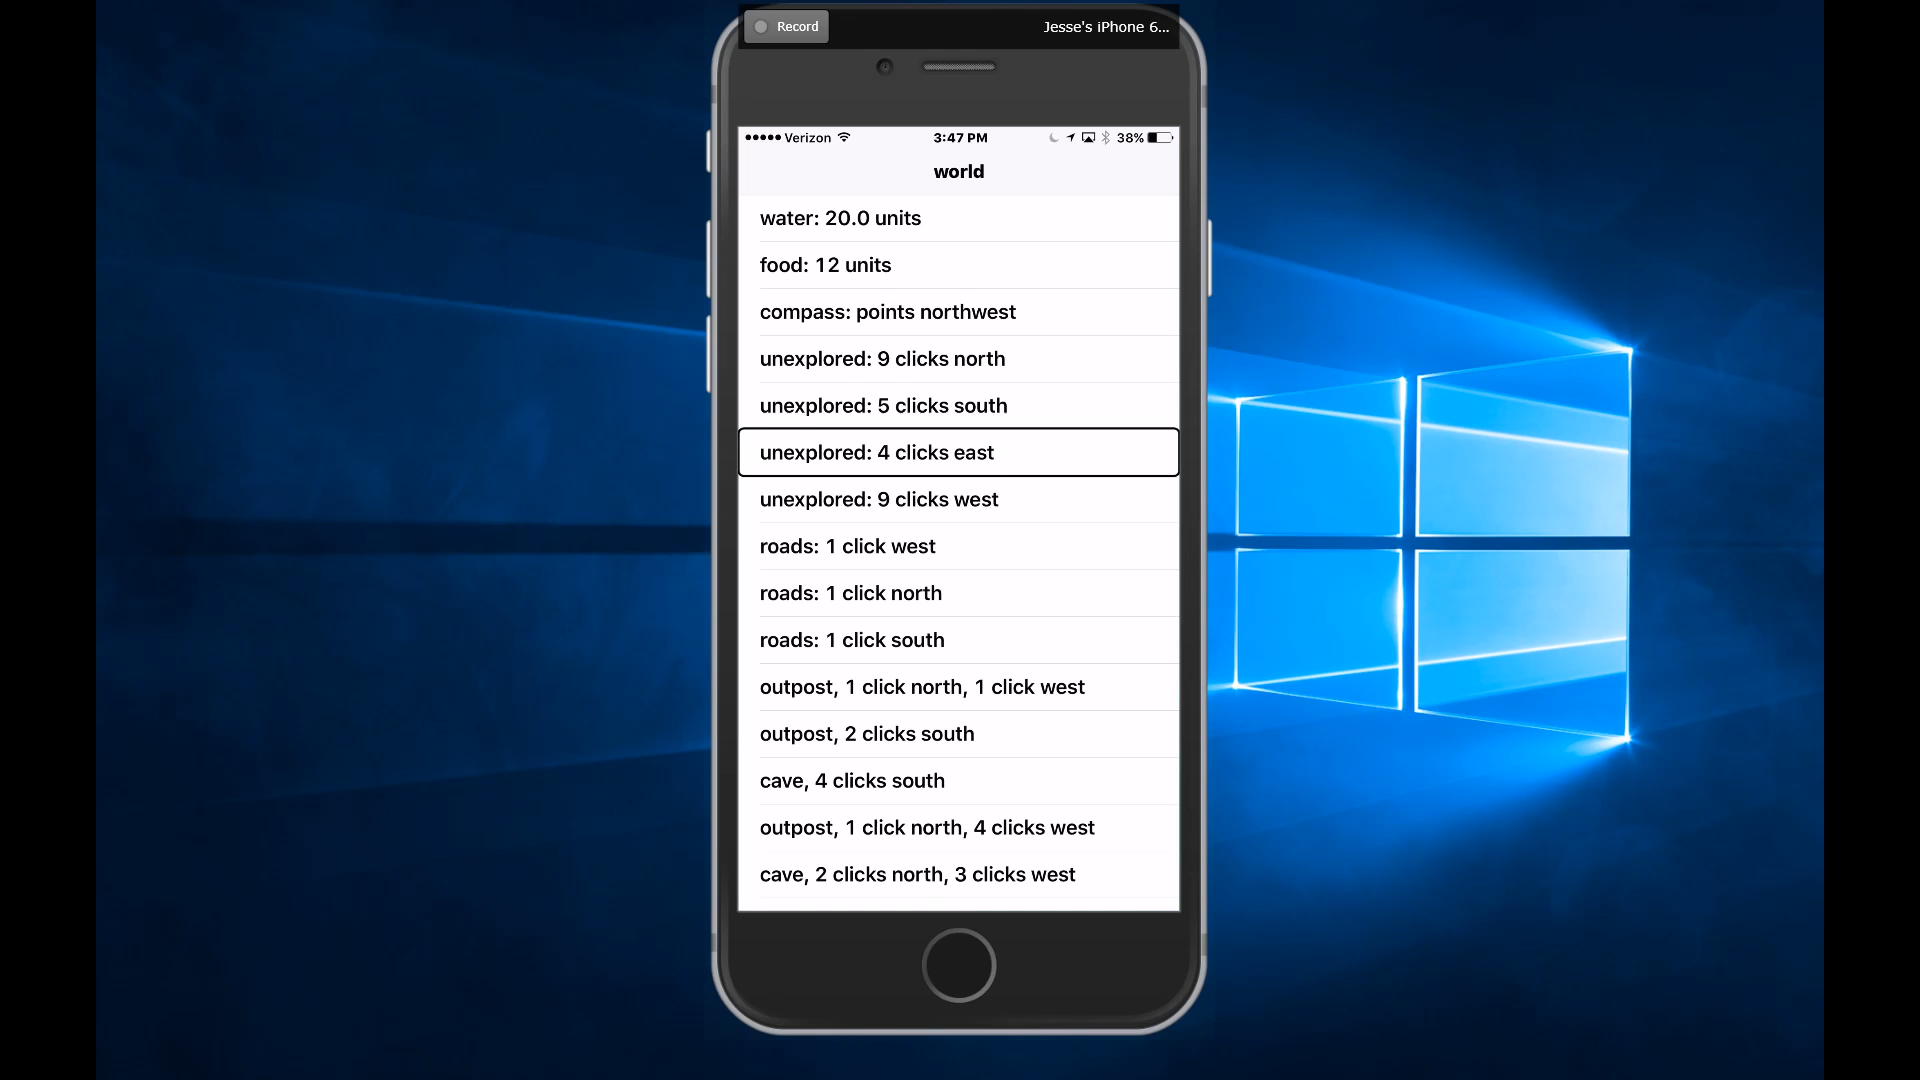 Record
Jesse's iPhone 6...
Verizon 3:47 PM 38%
world
water: 20.0 units
food: 12 units
compass: points northwest
unexplored: 9 clicks north
unexplored: 5 clicks south
unexplored: 4 clicks east
unexplored: 9 clicks west
roads: 1 click west
roads: 1 click north
roads: 1 click south
outpost, 1 click north, 1 click west
outpost, 2 clicks south
cave, 4 clicks south
outpost, 1 click north, 4 clicks west
cave, 2 clicks north, 3 clicks west